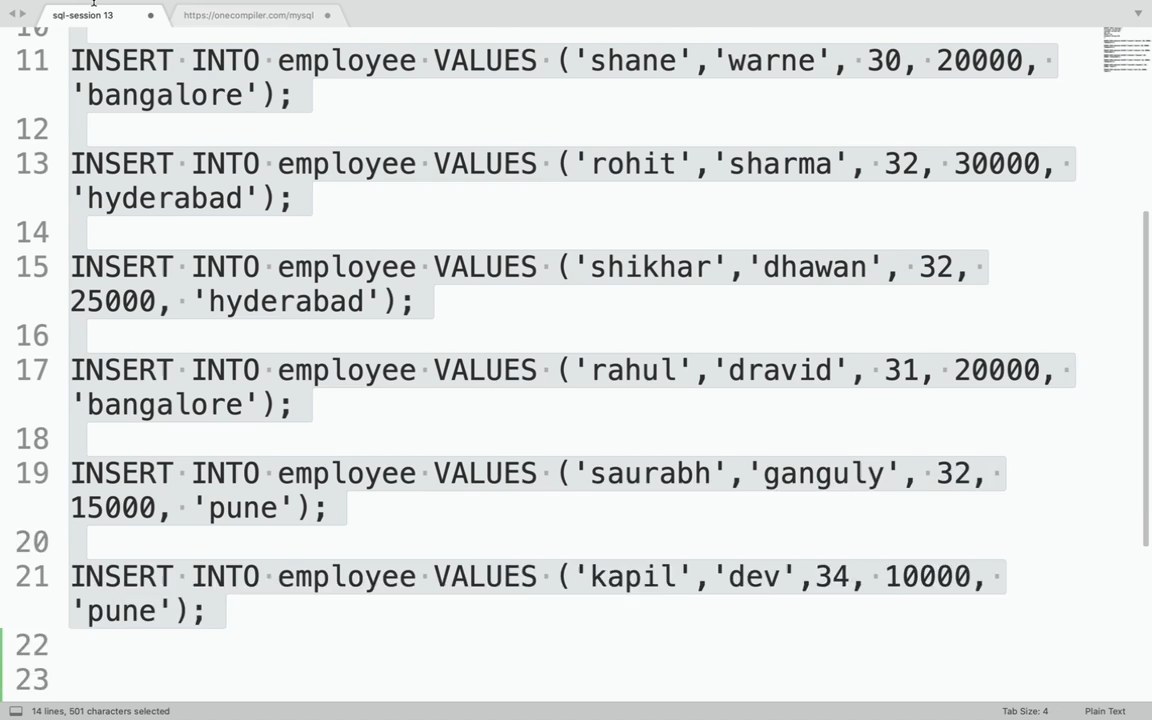 sql-session 13
https://onecompiler.com/mysql
10
11 INSERT INTO employee VALUES ('shane','warne', 30, 20000,
'bangalore');
12
13 INSERT INTO employee VALUES ('rohit','sharma', 32, 30000,
'hyderabad');
14
15 INSERT INTO employee VALUES ('shikhar','dhawan', 32,
25000, 'hyderabad');
16
17 INSERT INTO employee VALUES ('rahul','dravid', 31, 20000,
'bangalore');
18
19 INSERT INTO employee VALUES ('saurabh','ganguly', 32,
15000, 'pune');
20
21 INSERT INTO employee VALUES ('kapil','dev',34, 10000,
'pune');
22
23
14 lines, 501 characters selected
Tab Size: 4
Plain Text